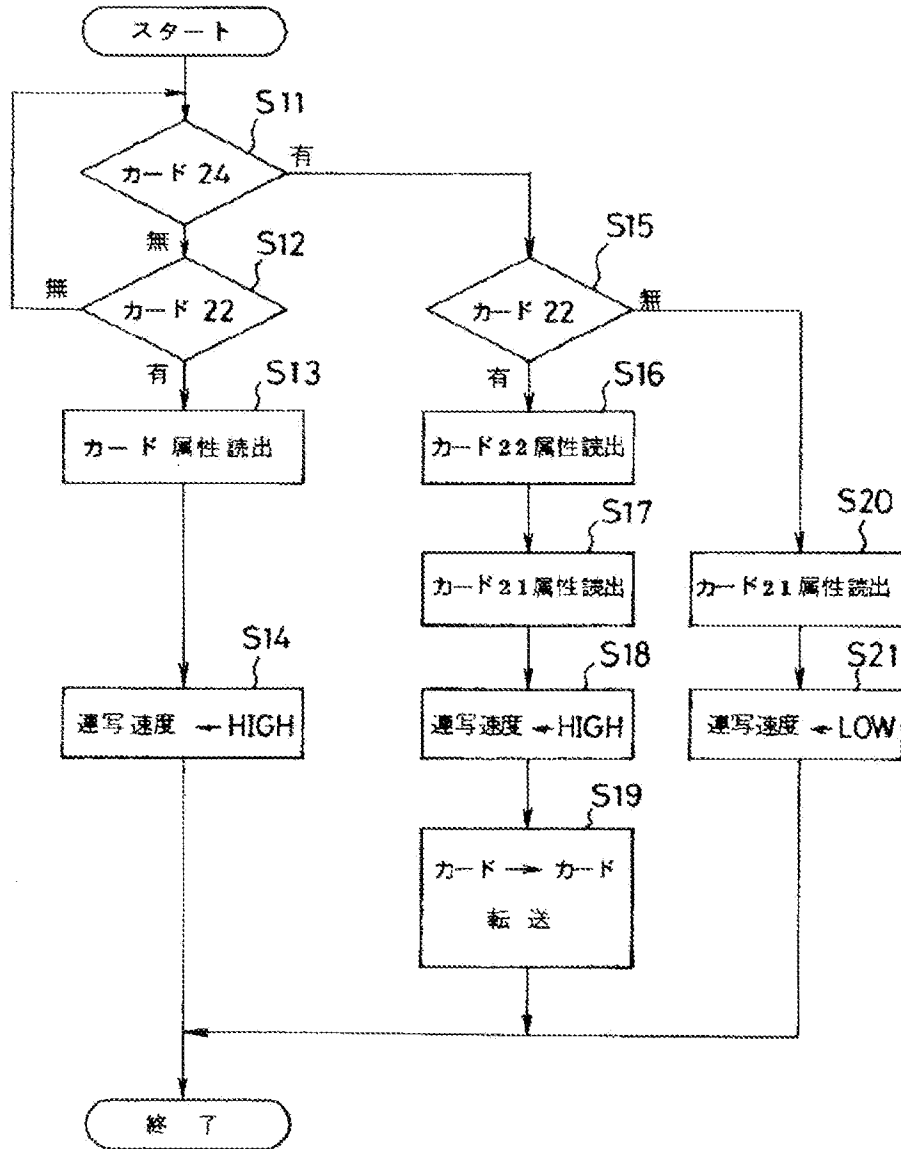 スタート
S11
カード 24
有
無
S12
カード 22
無
有
S13
カード 属性読出
S14
連写速度 ←HIGH
S15
カード 22
無
有
S16
カード22属性読出
S17
カード21属性読出
S18
連写速度 ←HIGH
S19
カード → カード
転送
S20
カード21属性読出
S21
連写速度 ←LOW
終了